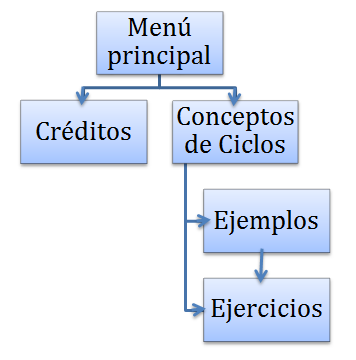 Menú
principal
Créditos
Conceptos
de Ciclos
Ejemplos
Ejercicios